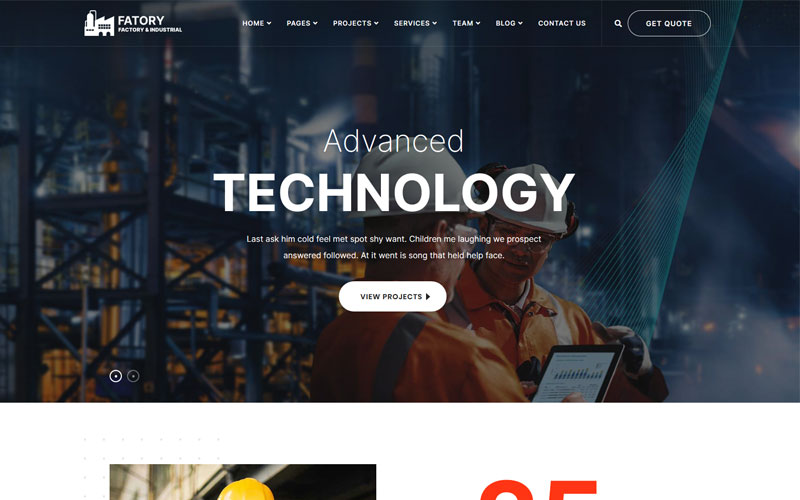 FATORY
FACTORY & INDUSTRIAL
HOME
PAGES
PROJECTS
SERVICES
TEAM
BLOG
CONTACT US
GET QUOTE
Advanced
TECHNOLOGY
Last ask him cold feel met spot shy want. Children me laughing we prospect
answered followed. At it went is song that held help face.
VIEW PROJECTS